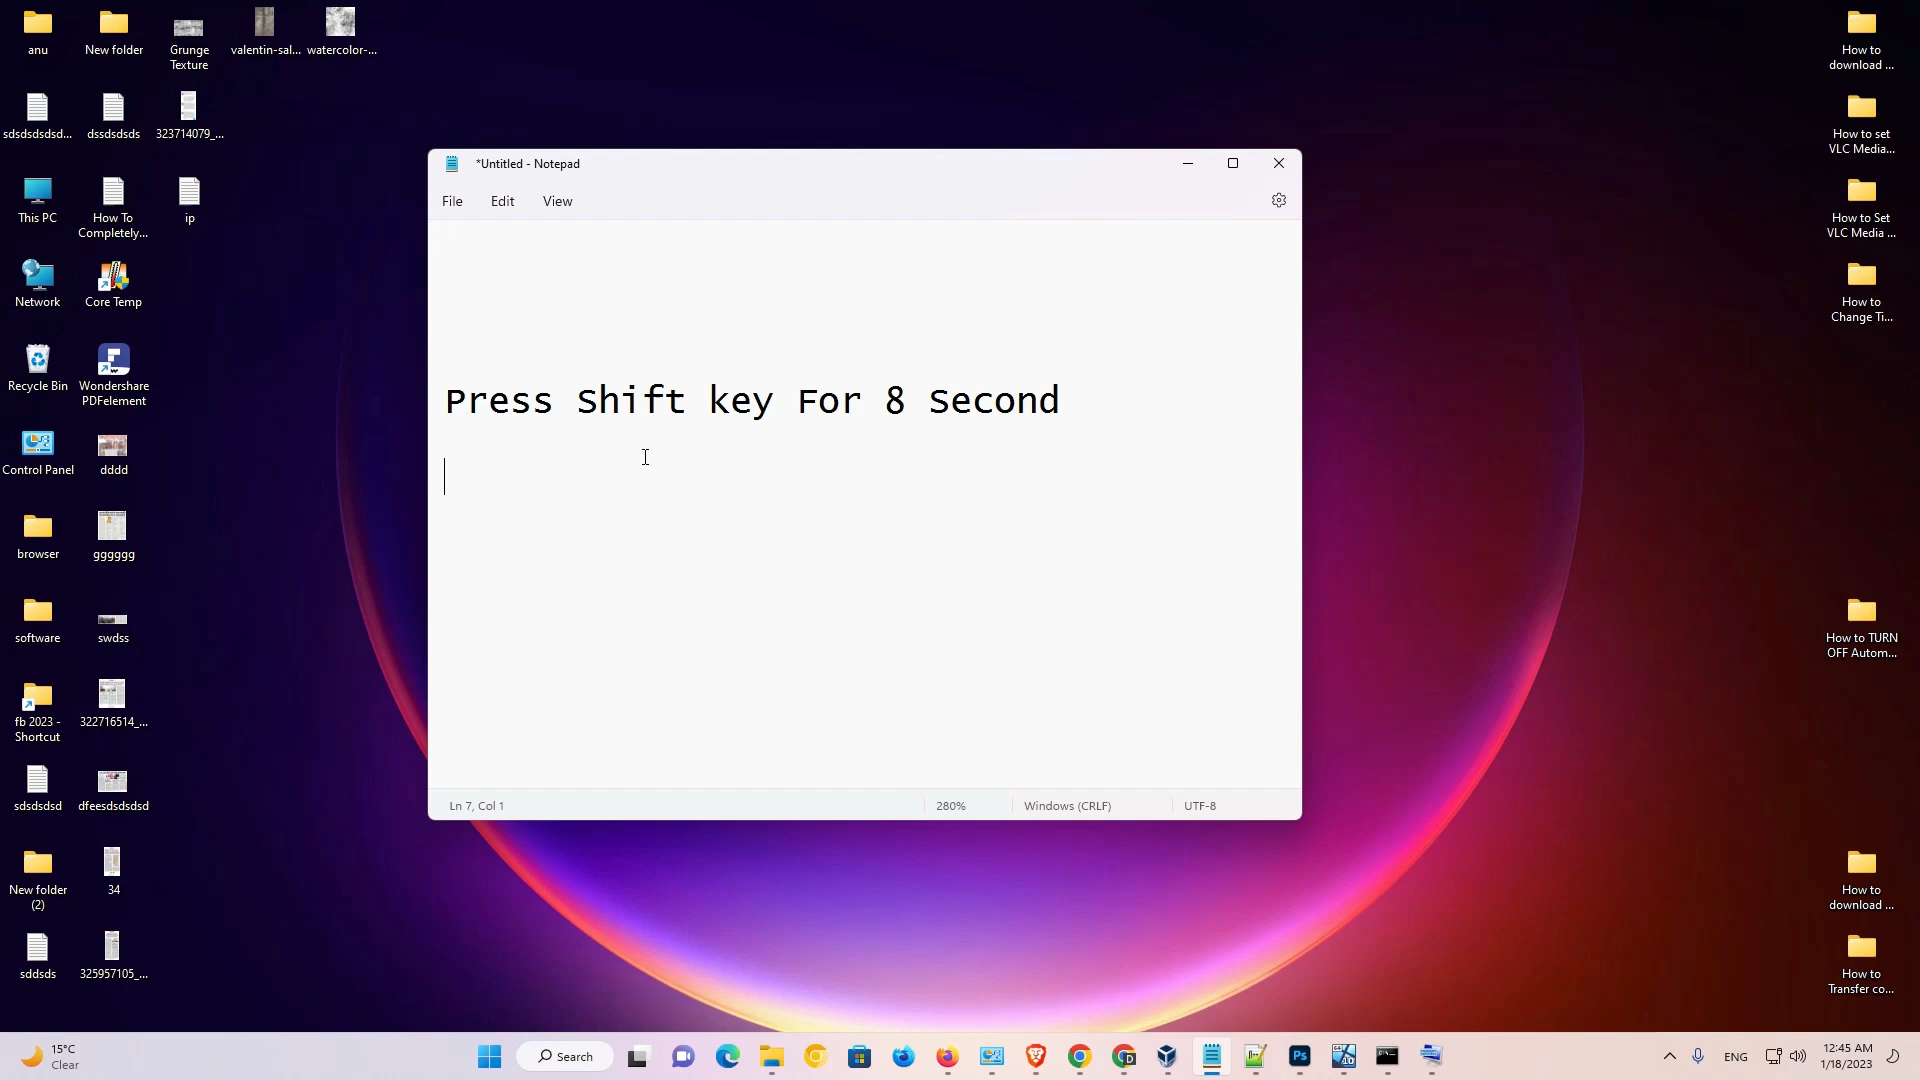 anu
New folder
Grunge
Texture
valentin-sal...
watercolor-...
sdsdsdsdsd...
dssdsdsds
323714079_...
This PC
How To
Completely...
ip
Network
Core Temp
Recycle Bin
Wondershare
PDFelement
Control Panel
dddd
browser
gggggg
software
swdss
fb 2023 -
Shortcut
322716514_...
sdsdsdsd
dfeesdsdsdsd
New folder
(2)
34
sddsds
325957105_...
*Untitled - Notepad
File Edit View
Press Shift key For 8 Second
Ln 7, Col 1 280% Windows (CRLF) UTF-8
How to
download ...
How to set
VLC Media...
How to Set
VLC Media ...
How to
Change Ti...
How to TURN
OFF Autom...
How to
download ...
How to
Transfer co...
15°C
Clear
Search
D
Ps
ENG
12:45 AM
1/18/2023